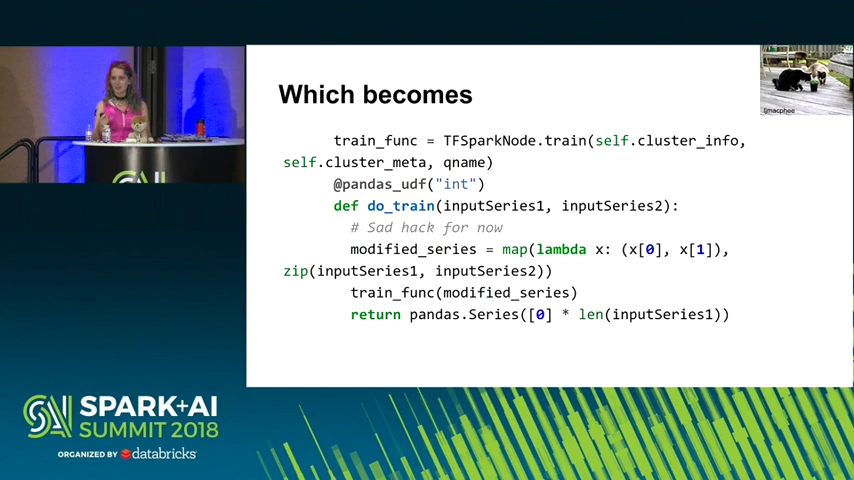 Which becomes
ljmacphee
train_func = TFSparkNode.train(self.cluster_info,
self.cluster_meta, qname)
@pandas_udf("int")
def do_train(inputSeries1, inputSeries2):
# Sad hack for now
modified_series = map(lambda x: (x[0], x[1]),
zip(inputSeries1, inputSeries2))
train_func(modified_series)
return pandas.Series([0] * len(inputSeries1))
SPARK+AI
SUMMIT 2018
ORGANIZED BY databricks